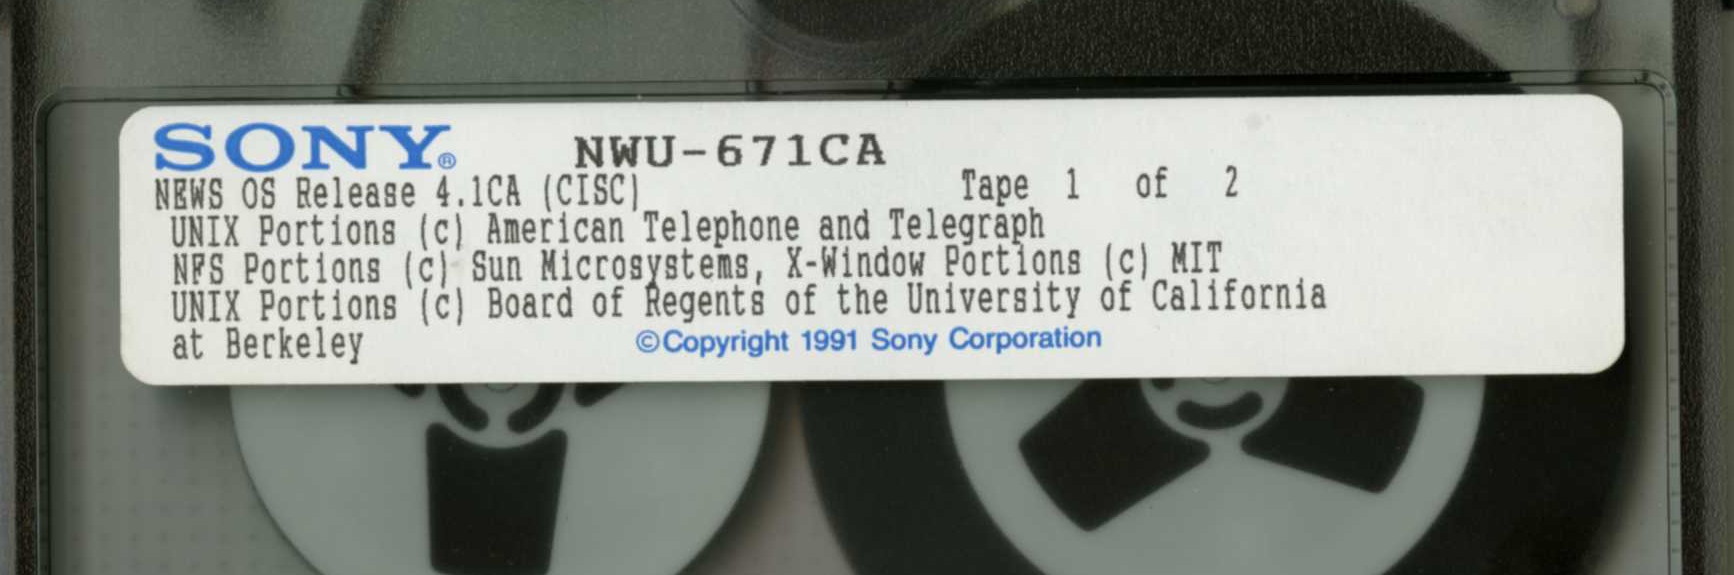 SONY® NWU-671CA
NEWS OS Release 4.1CA (CISC) Tape 1 of 2
UNIX Portions (c) American Telephone and Telegraph
NFS Portions (c) Sun Microsystems, X-Window Portions (c) MIT
UNIX Portions (c) Board of Regents of the University of California
at Berkeley ©Copyright 1991 Sony Corporation